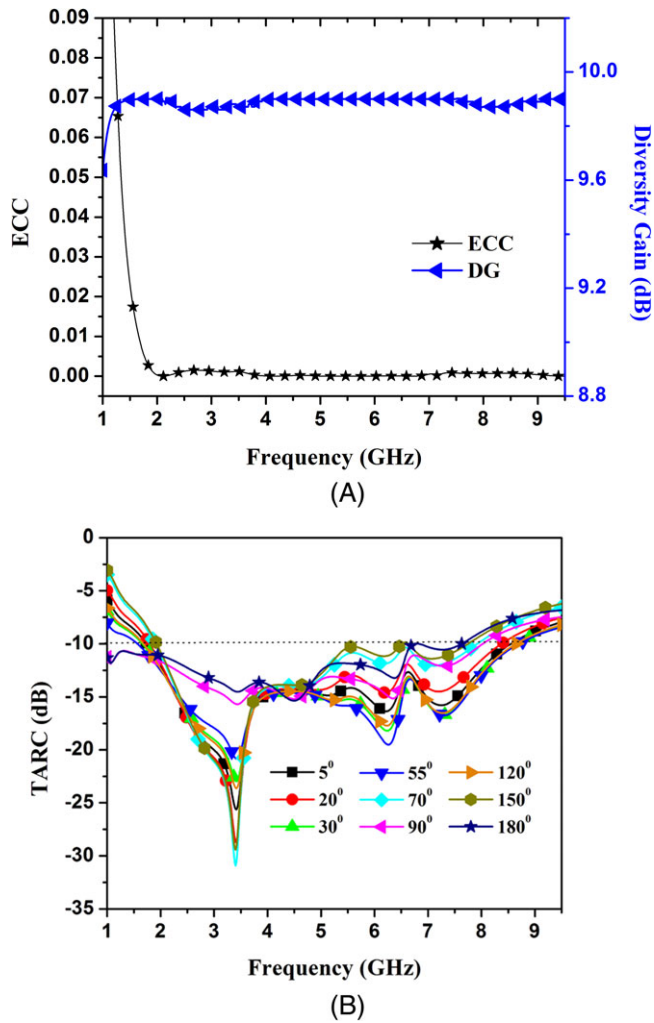 0.09
0.08
0.07
0.06
0.05
0.04
0.03
0.02
0.01
0.00
ECC
10.0
9.6
9.2
8.8
Diversity Gain (dB)
ECC
DG
1 2 3 4 5 6 7 8 9
Frequency (GHz)
(A)
0
-5
-10
-15
-20
-25
-30
-35
TARC (dB)
5⁰ 55⁰ 120⁰
20⁰ 70⁰ 150⁰
30⁰ 90⁰ 180⁰
1 2 3 4 5 6 7 8 9
Frequency (GHz)
(B)